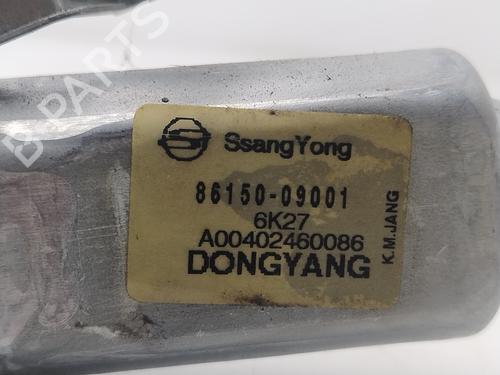 SsangYong
86150-09001
6K27
A00402460086
DONGYANG
K.M.JANG
B-PARTS